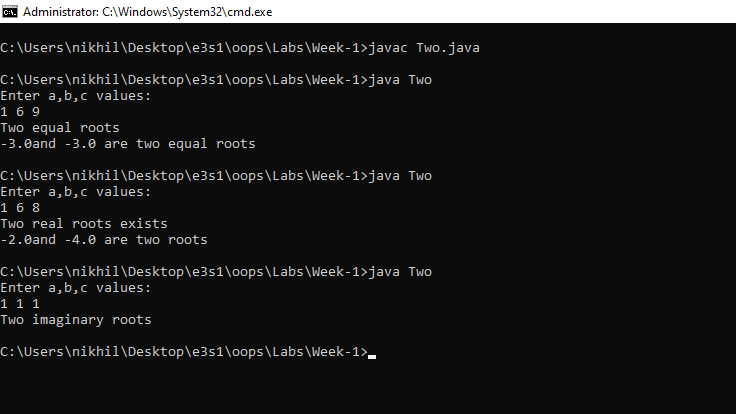 Administrator: C:\Windows\System32\cmd.exe
C:\Users\nikhil\Desktop\e3s1\oops\Labs\Week-1>javac Two.java
C:\Users\nikhil\Desktop\e3s1\oops\Labs\Week-1>java Two
Enter a,b,c values:
1 6 9
Two equal roots
-3.0and -3.0 are two equal roots
C:\Users\nikhil\Desktop\e3s1\oops\Labs\Week-1>java Two
Enter a,b,c values:
1 6 8
Two real roots exists
-2.0and -4.0 are two roots
C:\Users\nikhil\Desktop\e3s1\oops\Labs\Week-1>java Two
Enter a,b,c values:
1 1 1
Two imaginary roots
C:\Users\nikhil\Desktop\e3s1\oops\Labs\Week-1>